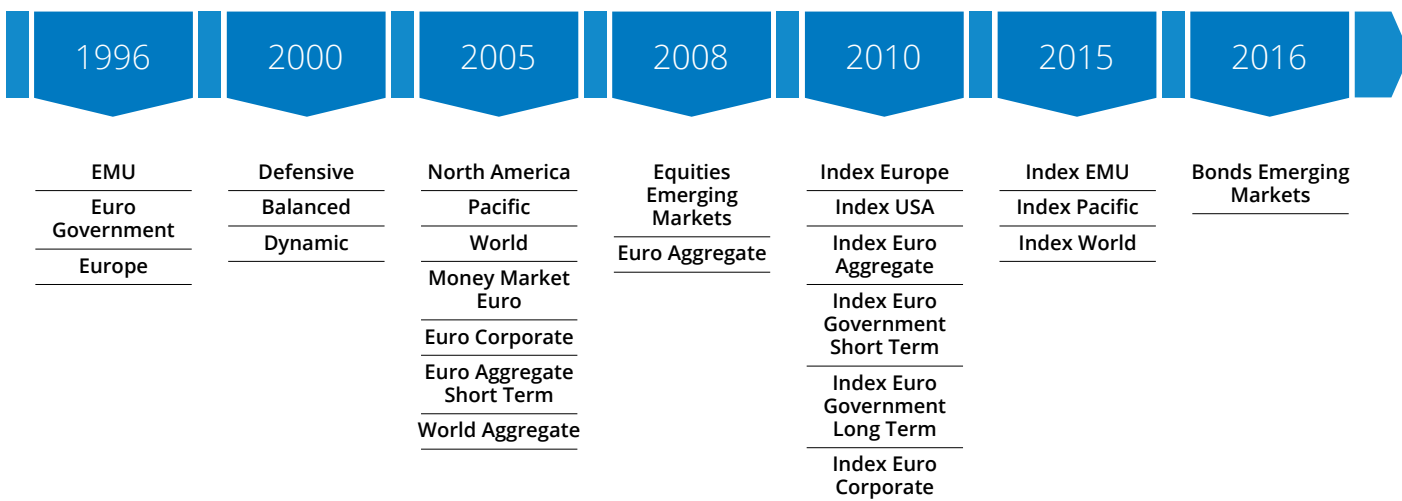 1996
EMU
Euro
Government
Europe
2000
Defensive
Balanced
Dynamic
2005
North America
Pacific
World
Money Market
Euro
Euro Corporate
Euro Aggregate
Short Term
World Aggregate
2008
Equities
Emerging
Markets
Euro Aggregate
2010
Index Europe
Index USA
Index Euro
Aggregate
Index Euro
Government
Short Term
Index Euro
Government
Long Term
Index Euro
Corporate
2015
Index EMU
Index Pacific
Index World
2016
Bonds Emerging
Markets